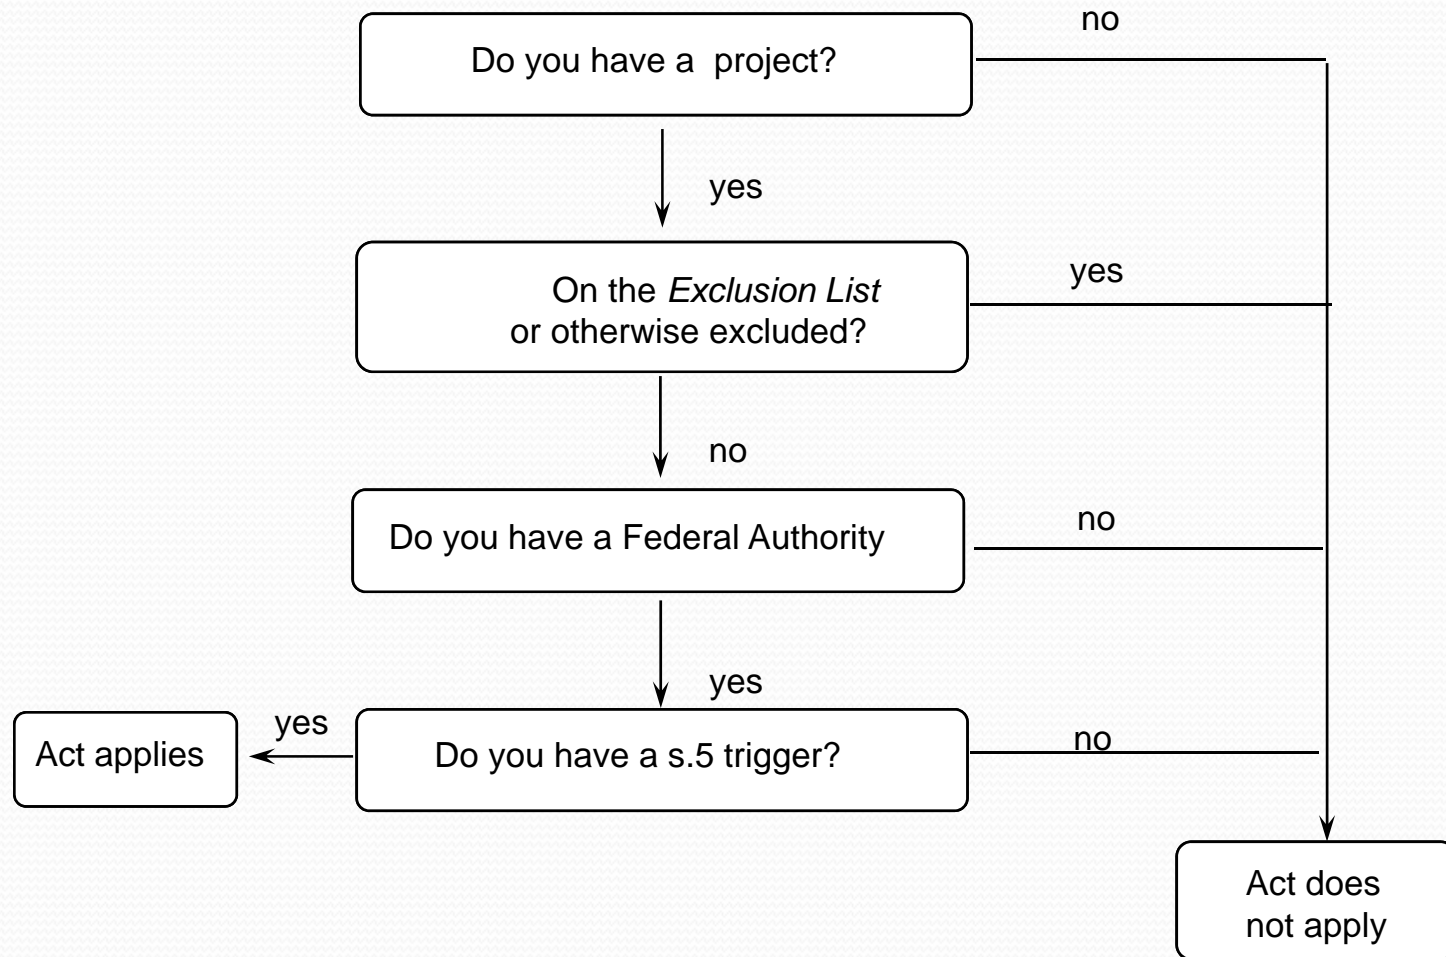 no
Do you have a project?
yes
On the Exclusion List
or otherwise excluded?
yes
no
Do you have a Federal Authority
no
yes
Do you have a s.5 trigger?
yes
no
Act applies
Act does
not apply